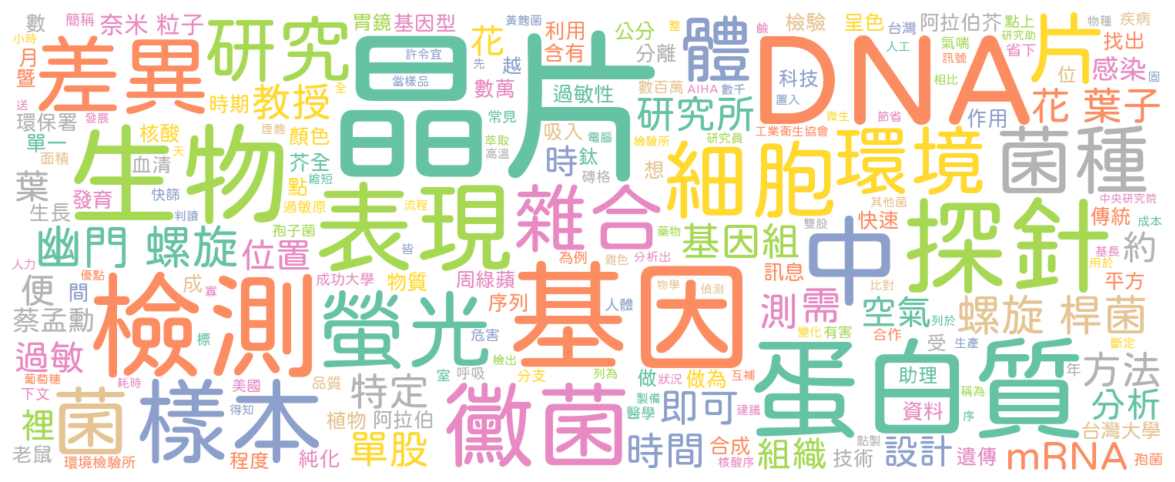 數 簡稱 奈米 粒子 胃鏡 基因型 黃麴菌 整 小時
差異 研究 晶片 體 DNA 片
花 利用 公分 鹼 檢驗 呈色 台灣 阿拉伯芥 點上 物種 疾病
許令宜 先 含有 分離 人工 氣喘 研究助 找出
月 當樣品 全 越 科技 訊號 省下
暨 時期 教授 數萬 過敏性 數百萬 AIHA 數千 置入 位 感染 固
送 發展 相比 花 葉子
環保署 核酸 煙麴 常見 研究所 微生 節省 作用
單一 天 顏色 萃取 吸入 電腦 研究員 工業衛生協會
生物 面積 血清 芥全 高溫 時 鈦 檢驗所 想 細胞 環境 菌種
葉 發育 快篩 縮短 點 磚格 中央研究院
生長 判讀 過敏原 流程 表現 雜合 藥物 雙股 其他菌 快速 傳統 成本
幽門 螺旋 位置 孢子菌 皆 基因組 中 探針 基長 約
人力 優點 成 寡 成功大學 為例 雜色 分析出 訊息 比對 用於
便 間 物質 周綠蘋 基因 物學 偵測 平方
蔡孟勳 檢測 螢光 序列 人體 測需 空氣 列於 螺旋 桿菌
過敏 標 危害 變化 有害 合作 生產 斷定
葡萄穗 耗時 美國 室 呼吸 檢出 分支 列為 做 狀況 做為 互補 受 蛋白質 稱為 年 方法
下文 得知 品質 特定 黴菌 製備 即可 建議 助理 序
裡 菌 樣本 植物 阿拉伯 醫學 資料 分析
單股 時間 合成 組織 點製 設計 台灣大學
老鼠 環境檢驗所 程度 純化 核酸序 技術 遺傳 mRNA 孢菌